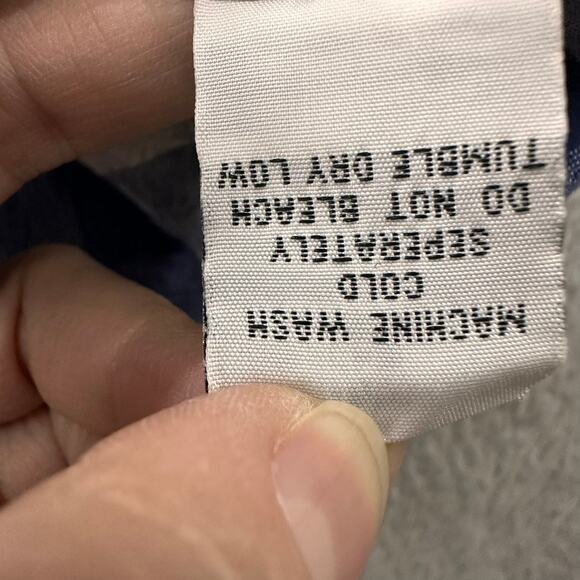 MACHINE WASH
COLD
SEPERATELY
DO NOT BLEACH
TUMBLE DRY LOW